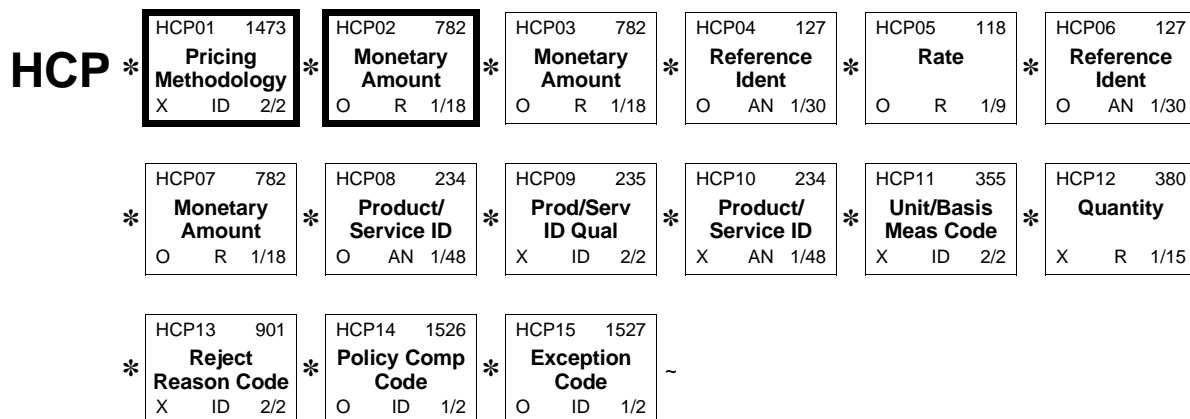 HCP01 1473 HCP02 782 HCP03 782 HCP04 127 HCP05 118 HCP06 127
HCP * Pricing Methodology * Monetary Amount * Monetary Amount * Reference Ident * Rate * Reference Ident
X ID 2/2 O R 1/18 O R 1/18 O AN 1/30 O R 1/9 O AN 1/30
HCP07 782 HCP08 234 HCP09 235 HCP10 234 HCP11 355 HCP12 380
* Monetary Amount * Product/ Service ID * Prod/Serv ID Qual * Product/ Service ID * Unit/Basis Meas Code * Quantity
O R 1/18 O AN 1/48 X ID 2/2 X AN 1/48 X ID 2/2 X R 1/15
HCP13 901 HCP14 1526 HCP15 1527
* Reject Reason Code * Policy Comp Code * Exception Code ~
X ID 2/2 O ID 1/2 O ID 1/2